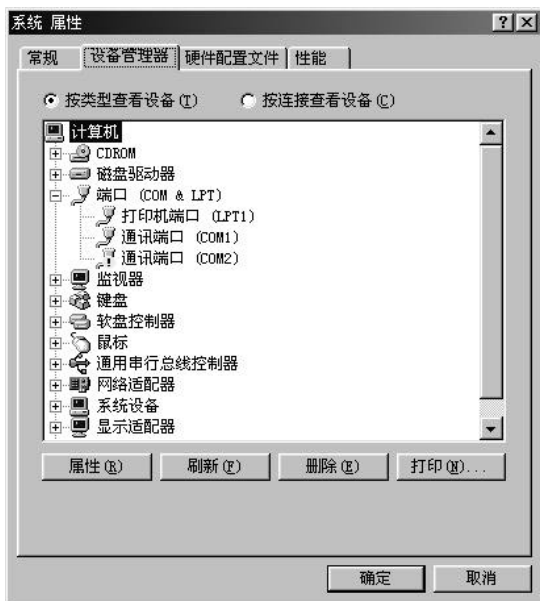 系统 属性
常规 设备管理器 硬件配置文件 性能
按类型查看设备(T) 按连接查看设备(C)
计算机
CDROM
磁盘驱动器
端口 (COM & LPT)
打印机端口 (LPT1)
通讯端口 (COM1)
通讯端口 (COM2)
监视器
键盘
软盘控制器
鼠标
通用串行总线控制器
网络适配器
系统设备
显示适配器
属性(R) 刷新(F) 删除(E) 打印(N)...
确定 取消